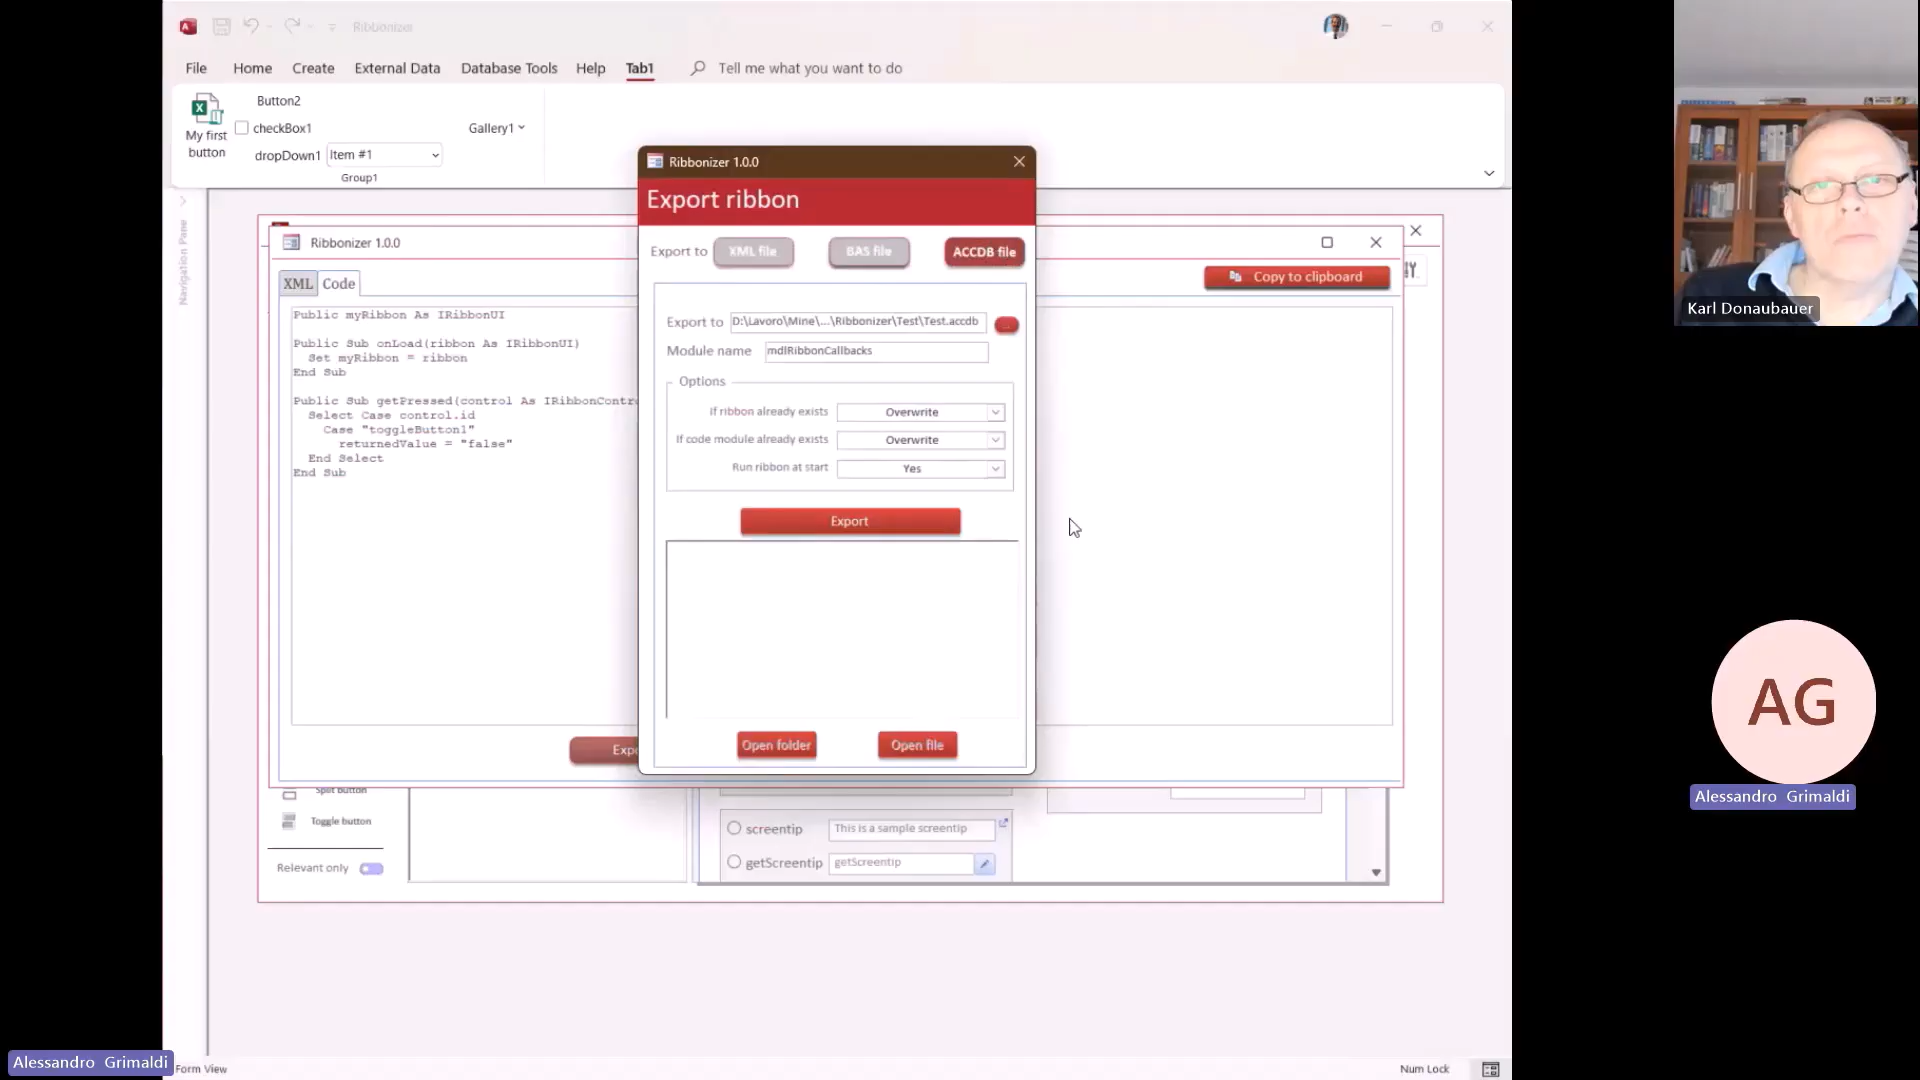 Ribbonizer
File Home Create External Data Database Tools Help Tab1 Tell me what you want to do
My first button
Button2
checkBox1
dropDown1 Item #1
Gallery1
Group1
Navigation Pane
Ribbonizer 1.0.0
XML Code
Copy to clipboard
Public myRibbon As IRibbonUI
Public Sub onLoad(ribbon As IRibbonUI)
Set myRibbon = ribbon
End Sub
Public Sub getPressed(control As IRibbonContro
Select Case control.id
Case "toggleButton1"
returnedValue = "false"
End Select
End Sub
Expo
Ribbonizer 1.0.0
Export ribbon
Export to XML file BAS file ACCDB file
Export to D:\Lavoro\Mine\...\Ribbonizer\Test\Test.accdb
Module name mdlRibbonCallbacks
Options
If ribbon already exists Overwrite
If code module already exists Overwrite
Run ribbon at start Yes
Export
Open folder Open file
Split button
Toggle button
Relevant only
screentip This is a sample screentip
getScreentip getScreentip
Form View
Num Lock
Karl Donaubauer
AG
Alessandro Grimaldi
Alessandro Grimaldi